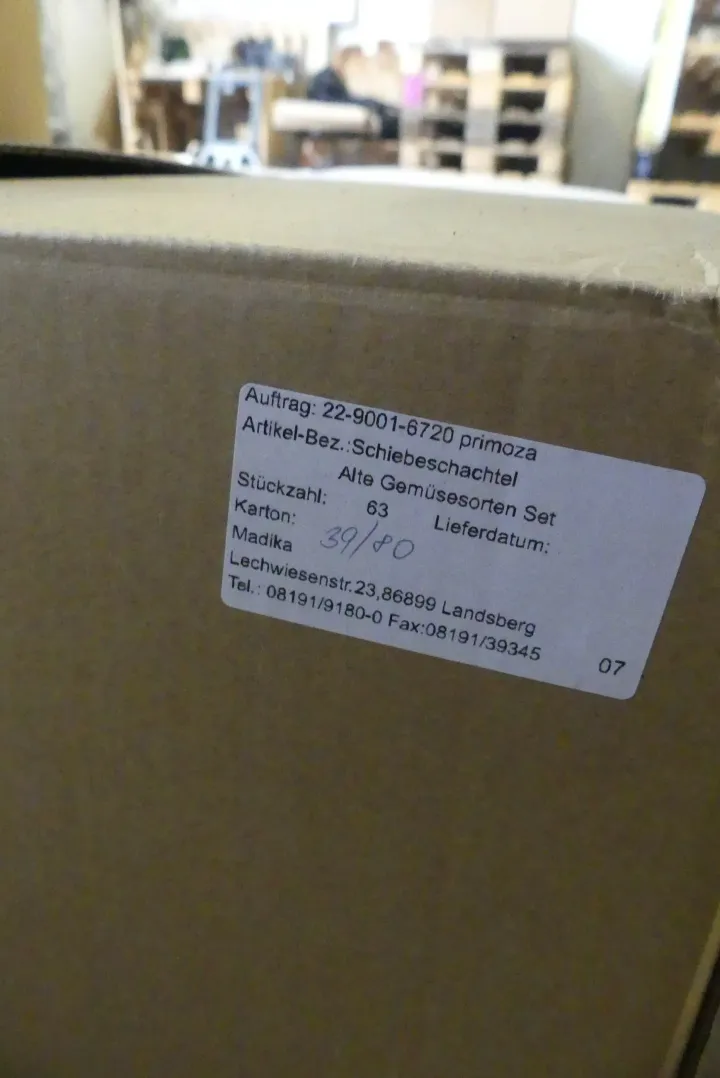 Auftrag: 22-9001-6720 primoza
Artikel-Bez.:Schiebeschachtel
Alte Gemüsesorten Set
Stückzahl: 63 Lieferdatum:
Karton: 39/80
Madika
Lechwiesenstr.23,86899 Landsberg
Tel.: 08191/9180-0 Fax:08191/39345 07